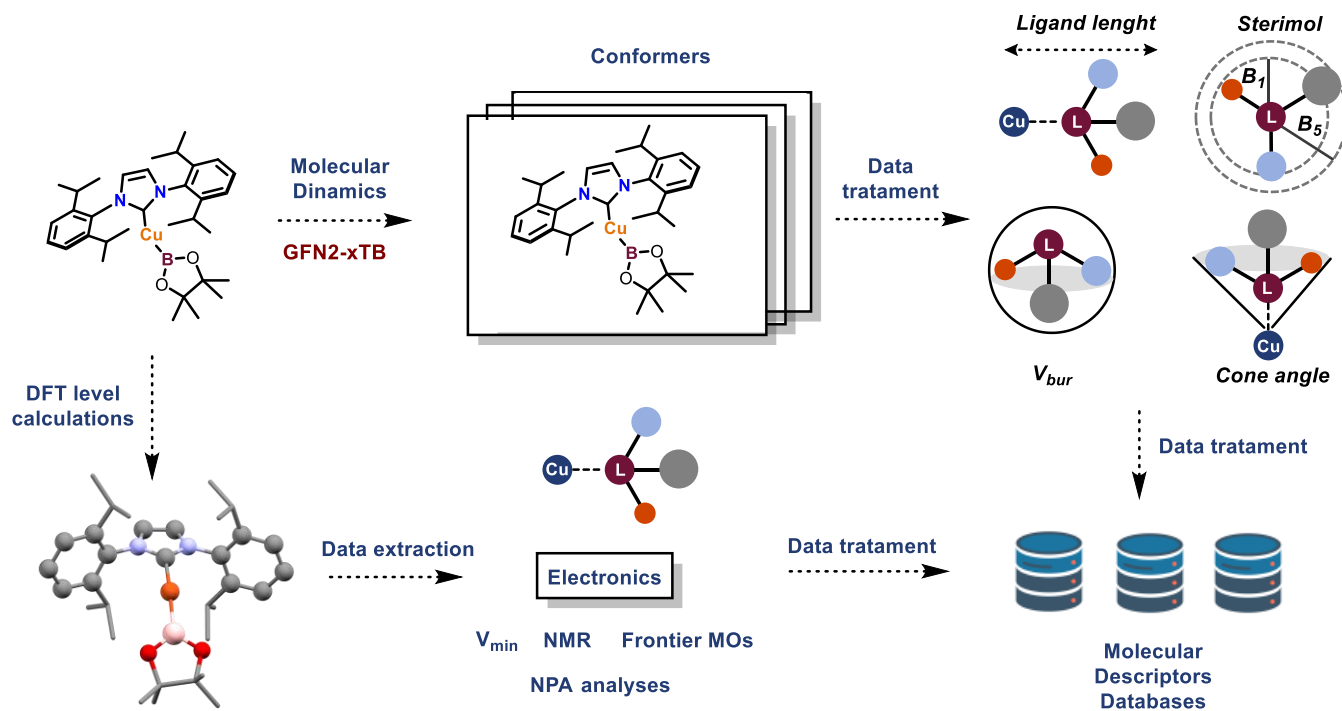 Ligand lenght
Sterimol
Conformers
B1
L
B5
Cu
L
Molecular
Dinamics
GFN2-xTB
Data
tratament
N
N
Cu
B
O
O
N
N
Cu
B
O
O
L
Vbur
L
Cu
Cone angle
DFT level
calculations
Cu
L
Data tratament
Data extraction
Electronics
Data tratament
Vmin
NMR
Frontier MOs
NPA analyses
Molecular
Descriptors
Databases